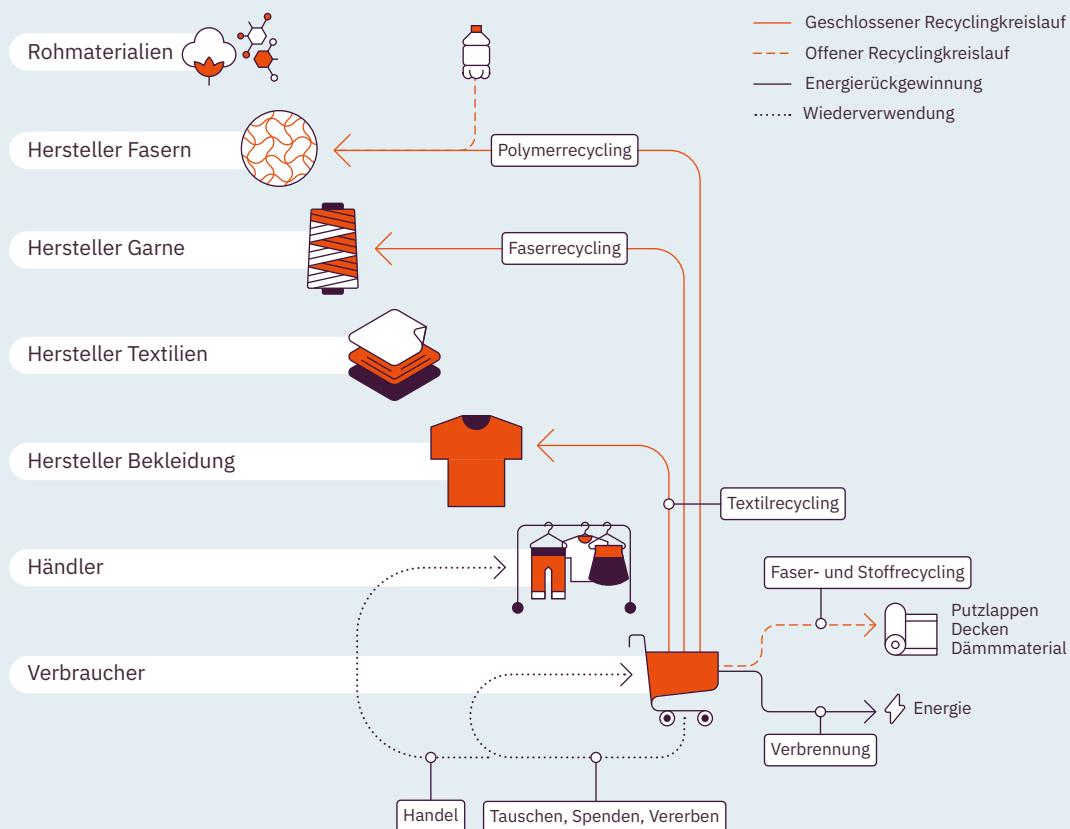 Geschlossener Recyclingkreislauf
Offener Recyclingkreislauf
Energierückgewinnung
Wiederverwendung
Rohmaterialien
Hersteller Fasern
Polymerrecycling
Hersteller Garne
Faserrecycling
Hersteller Textilien
Hersteller Bekleidung
Textilrecycling
Händler
Faser- und Stoffrecycling
Putzlappen
Decken
Dämmmaterial
Verbraucher
Energie
Verbrennung
Handel
Tauschen, Spenden, Vererben